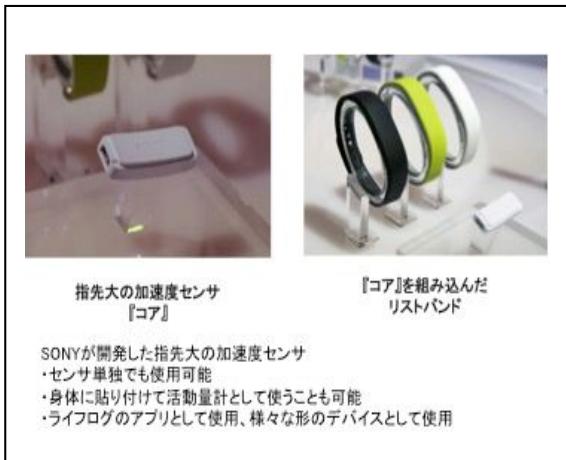 指先大の加速度センサ
『コア』
『コア』を組み込んだ
リストバンド
SONYが開発した指先大の加速度センサ
・センサ単独でも使用可能
・身体に貼り付けて活動量計として使うことも可能
・ライフログのアプリとして使用、様々な形のデバイスとして使用